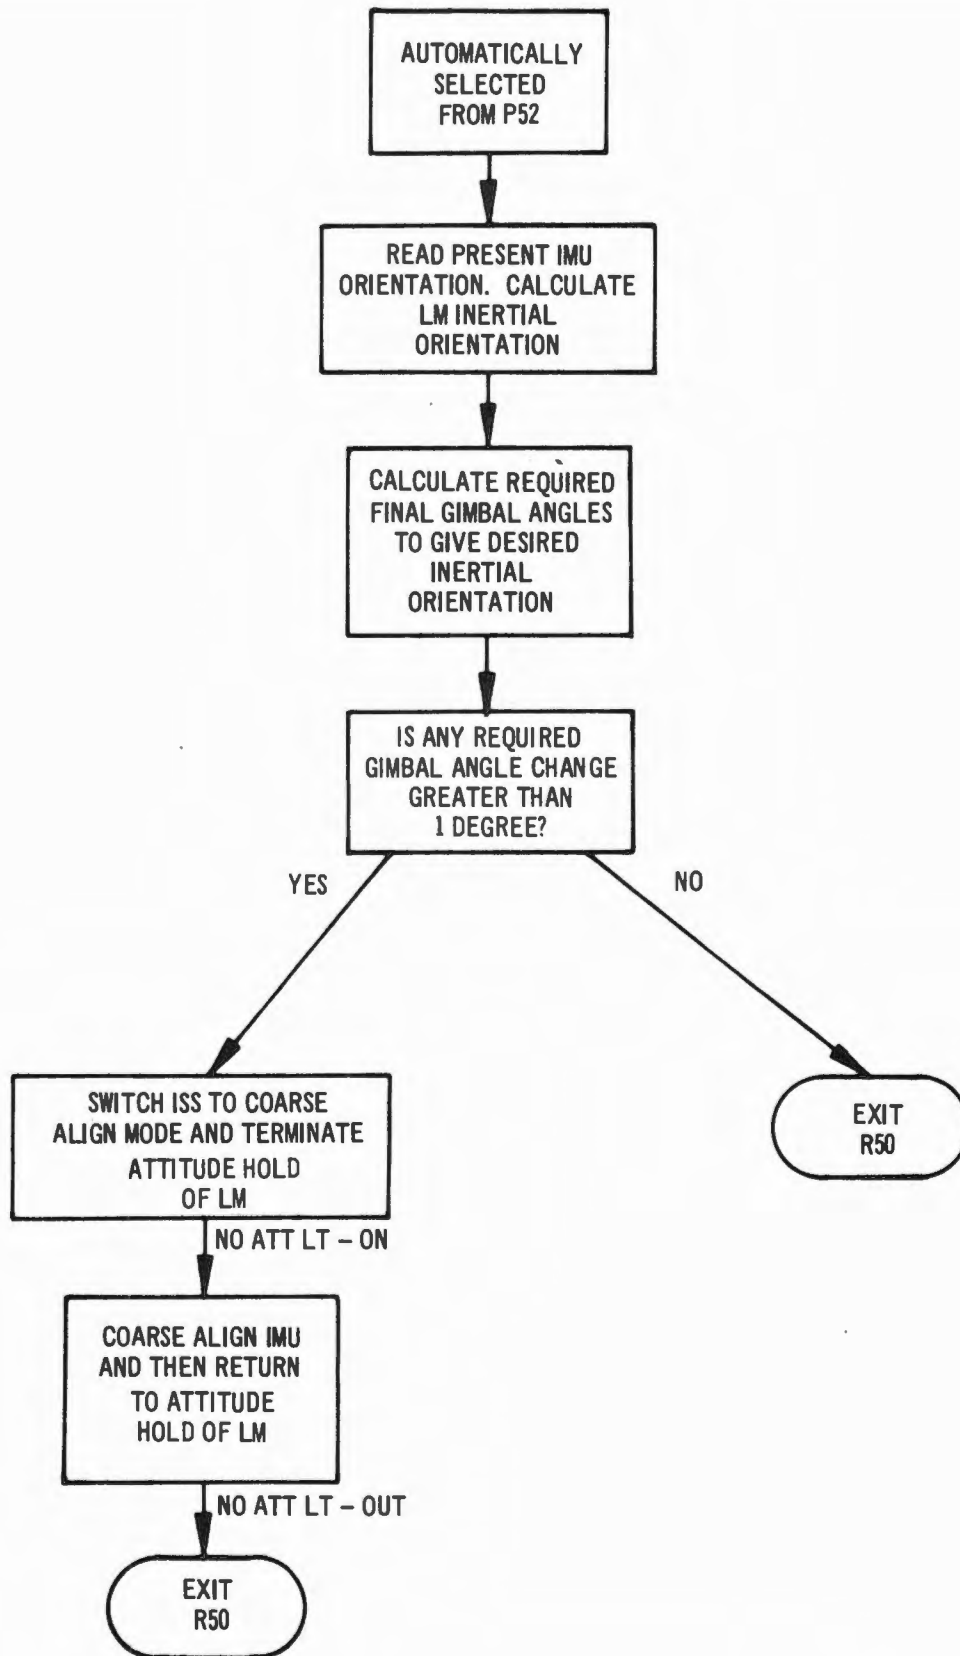 AUTOMATICALLY
SELECTED
FROM P52
READ PRESENT IMU
ORIENTATION. CALCULATE
LM INERTIAL
ORIENTATION
CALCULATE REQUIRED
FINAL GIMBAL ANGLES
TO GIVE DESIRED
INERTIAL
ORIENTATION
IS ANY REQUIRED
GIMBAL ANGLE CHANGE
GREATER THAN
1 DEGREE?
YES
NO
SWITCH ISS TO COARSE
ALIGN MODE AND TERMINATE
ATTITUDE HOLD
OF LM
EXIT
R50
NO ATT LT – ON
COARSE ALIGN IMU
AND THEN RETURN
TO ATTITUDE
HOLD OF LM
NO ATT LT – OUT
EXIT
R50